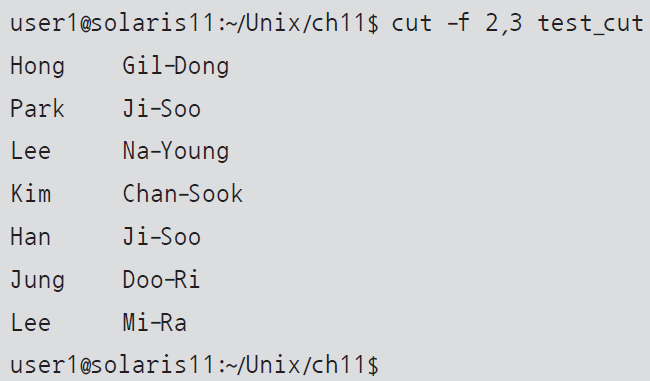 user1@solaris11:~/Unix/ch11$ cut -f 2,3 test_cut
Hong    Gil-Dong
Park    Ji-Soo
Lee     Na-Young
Kim     Chan-Sook
Han     Ji-Soo
Jung    Doo-Ri
Lee     Mi-Ra
user1@solaris11:~/Unix/ch11$